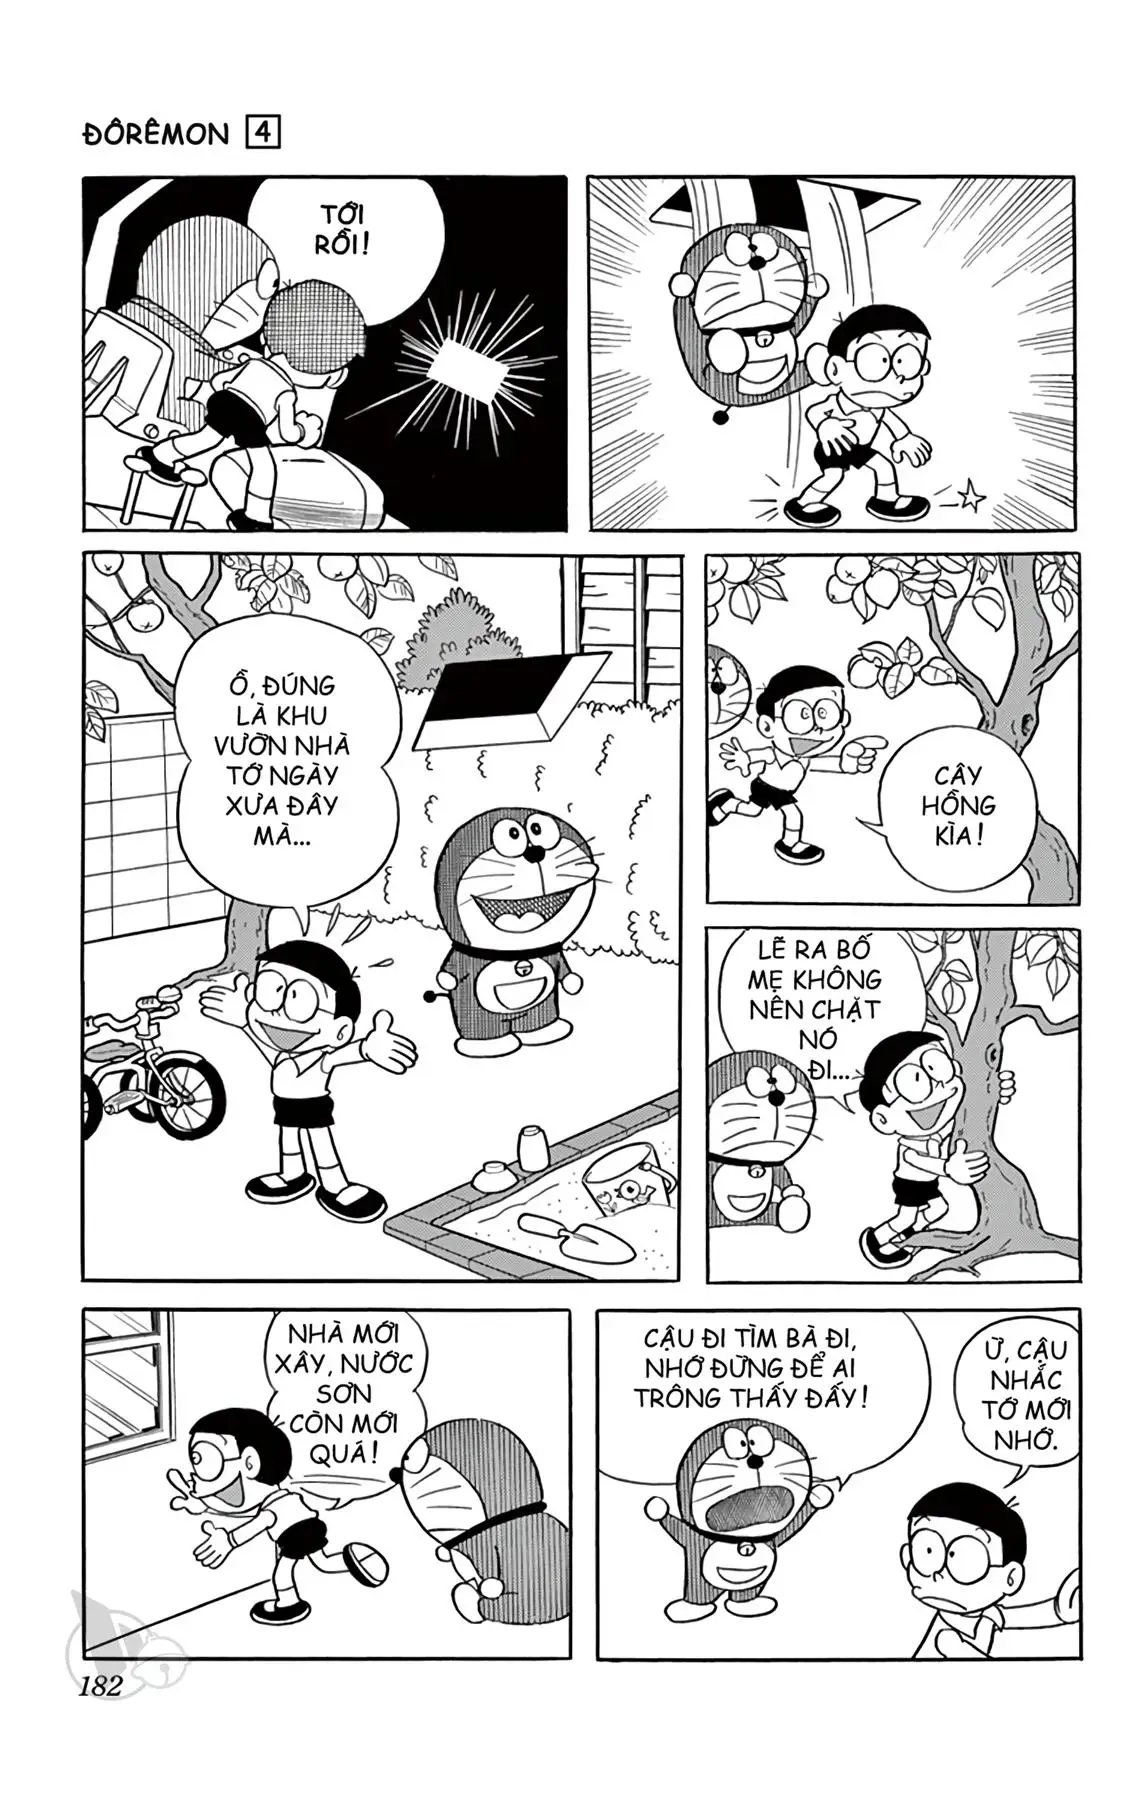 ĐÔRÊMON 4
TỚI
RỒI!
Ồ, ĐÚNG
LÀ KHU
VƯỜN NHÀ
TỚ NGÀY
XƯA ĐÂY
MÀ...
CÂY
HỒNG
KÌA!
LẼ RA BỐ
MẸ KHÔNG
NÊN CHẶT
NÓ
ĐI...
NHÀ MỚI
XÂY, NƯỚC
SƠN
CÒN MỚI
QUÁ!
CẬU ĐI TÌM BÀ ĐI,
NHỚ ĐỪNG ĐỂ AI
TRÔNG THẤY ĐẤY!
Ừ, CẬU
NHẮC
TỚ MỚI
NHỚ.
182